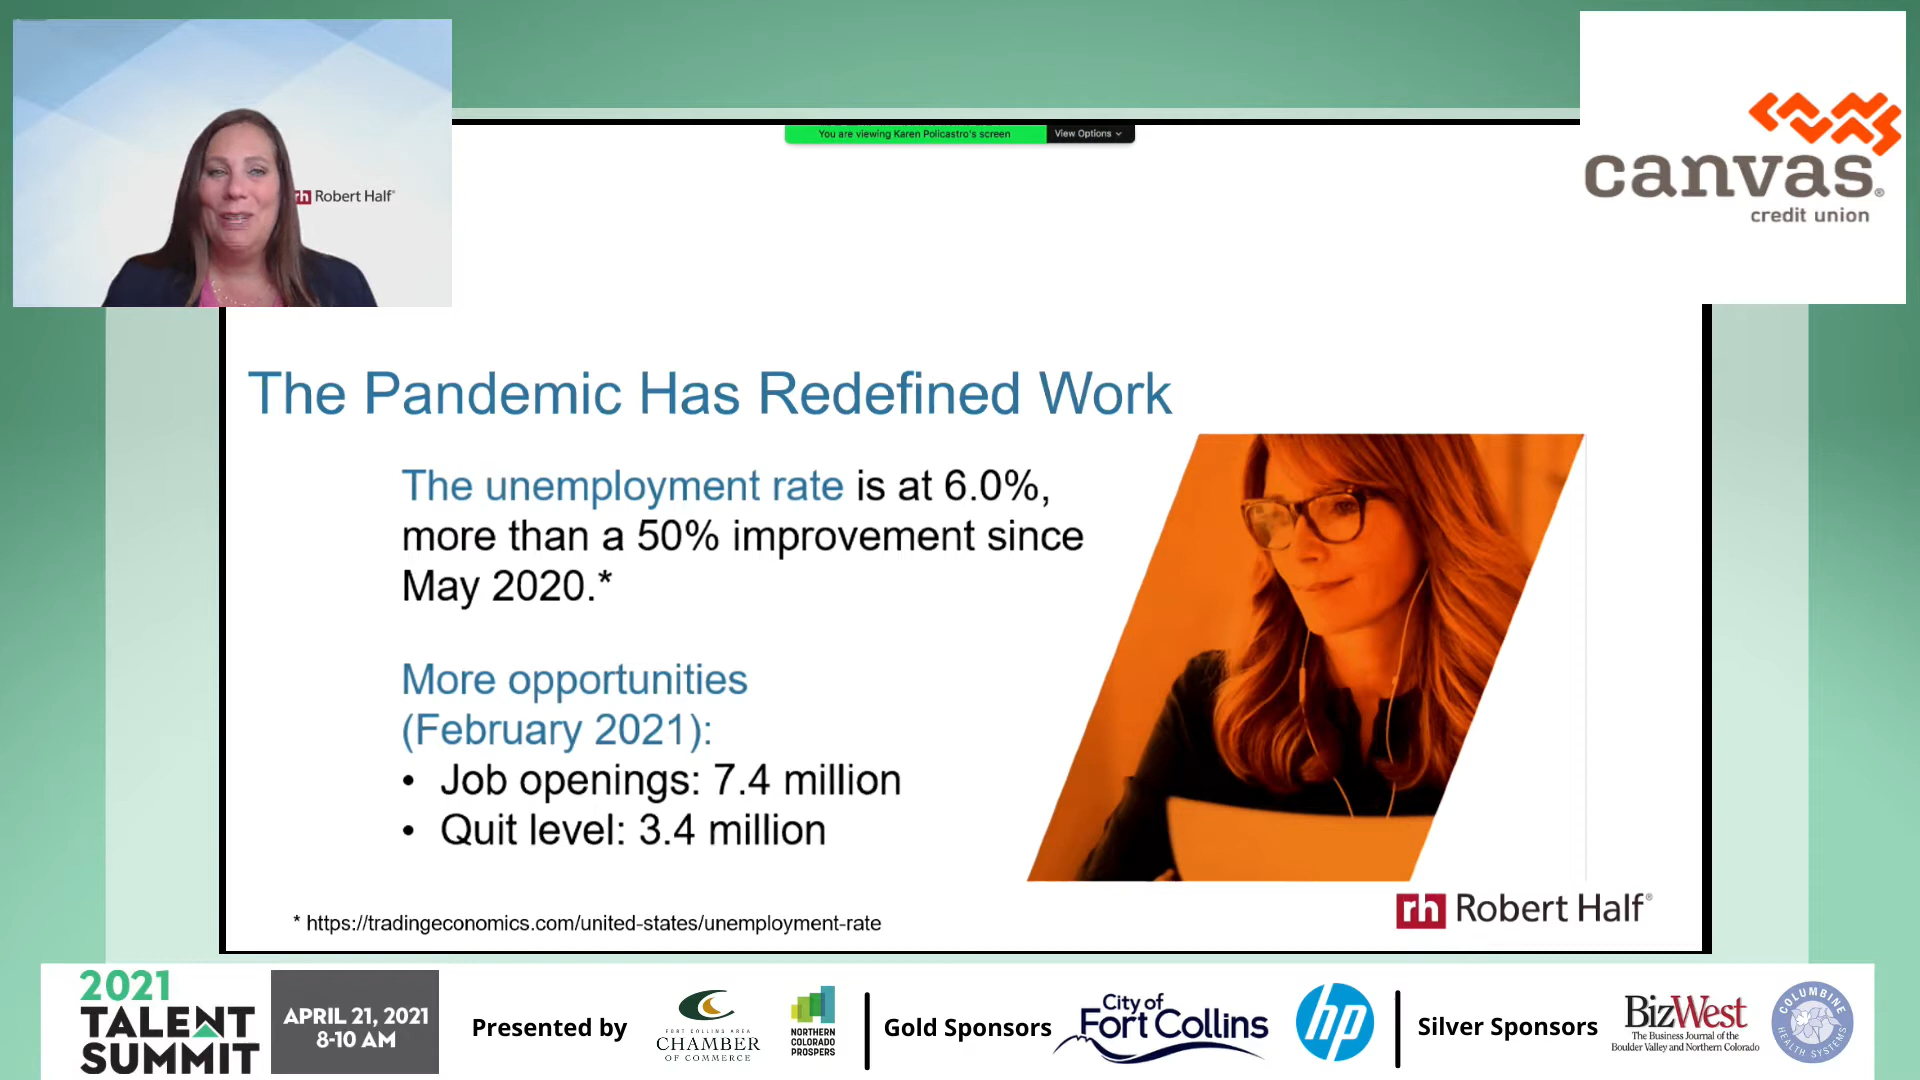 You are viewing Karen Policastro's screen
View Options
rh Robert Half®
canvas®
credit union
The Pandemic Has Redefined Work
The unemployment rate is at 6.0%,
more than a 50% improvement since
May 2020.*
More opportunities
(February 2021):
• Job openings: 7.4 million
• Quit level: 3.4 million
* https://tradingeconomics.com/united-states/unemployment-rate
rh Robert Half®
2021
TALENT
SUMMIT
APRIL 21, 2021
8-10 AM
Presented by
FORT COLLINS AREA
CHAMBER
OF COMMERCE
NORTHERN
COLORADO
PROSPERS
Gold Sponsors
City of
Fort Collins
hp
Silver Sponsors
BizWest
The Business Journal of the
Boulder Valley and Northern Colorado
COLUMBINE
HEALTH SYSTEMS